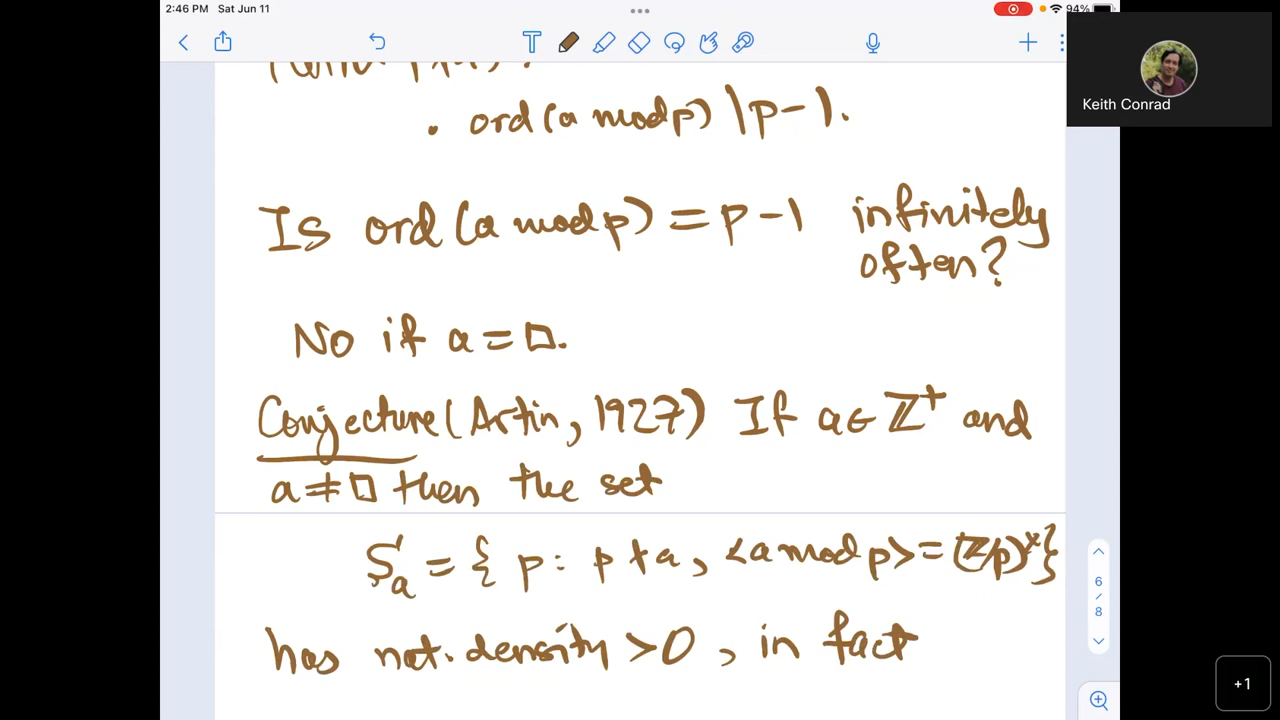 2:46 PM Sat Jun 11
94%
Keith Conrad
• ord(a mod p) | p-1.
Is ord(a mod p) = p-1 infinitely
often?
No if a = □.
Conjecture (Artin, 1927) If a ∈ ℤ⁺ and
a ≠ □ then the set
Sₐ = { p : p ∤ a, <a mod p> = (ℤ/p)ˣ}
has nat. density > 0, in fact
6
/
8
+1